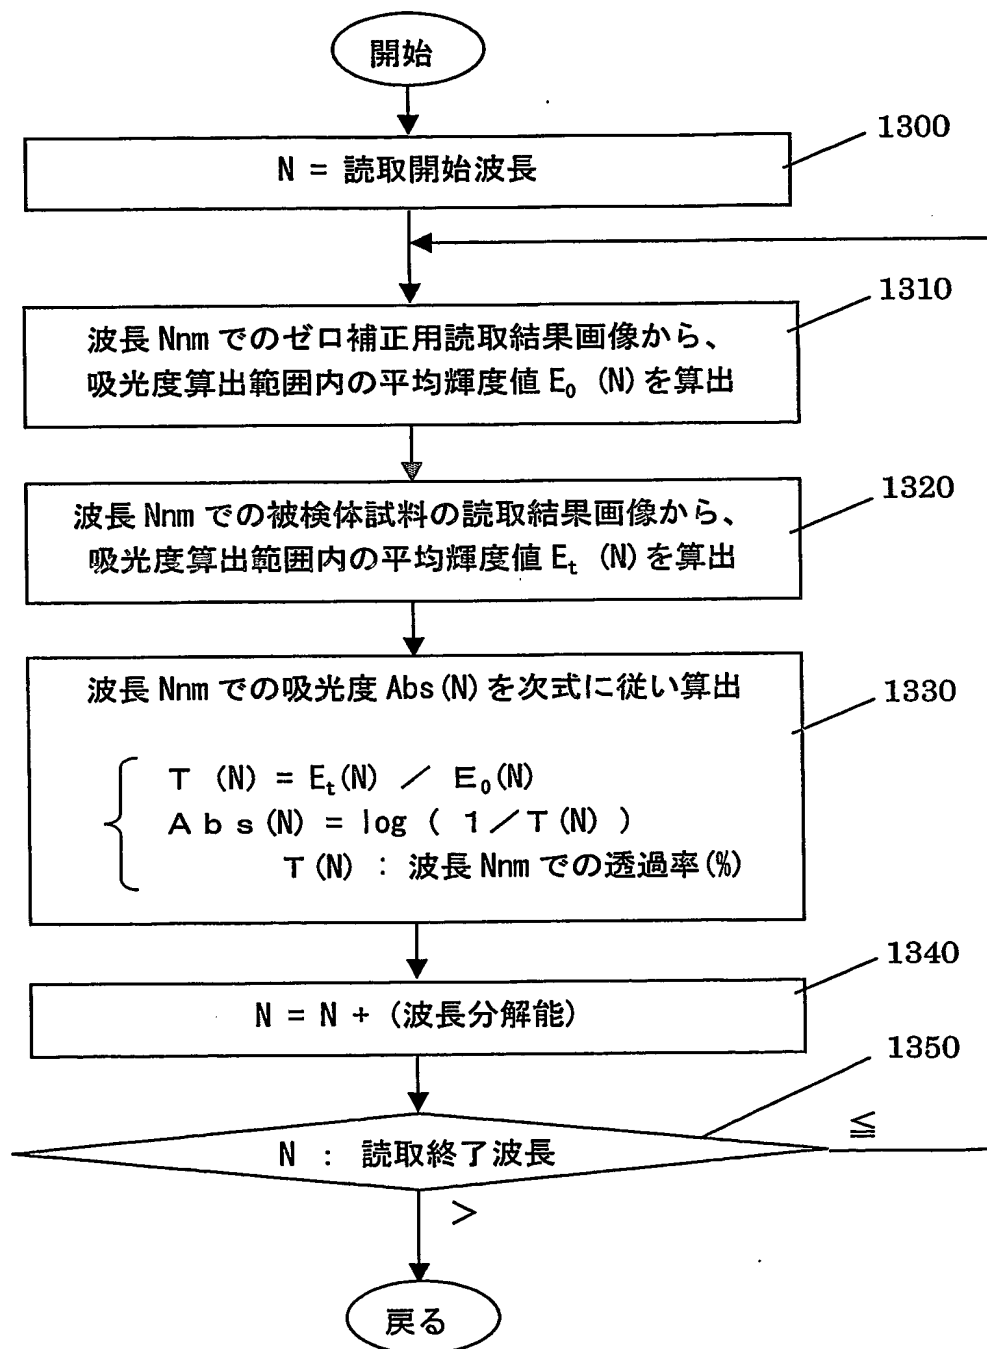 開始
1300
N = 読取開始波長
1310
波長 Nnm でのゼロ補正用読取結果画像から、
吸光度算出範囲内の平均輝度値 E₀ (N) を算出
1320
波長 Nnm での被検体試料の読取結果画像から、
吸光度算出範囲内の平均輝度値 Eₜ (N) を算出
波長 Nnm での吸光度 Abs(N) を次式に従い算出
1330
T (N) = Eₜ(N) ／ E₀(N)
Ａｂｓ(N) = log ( 1／T(N) )
T(N) : 波長 Nnm での透過率(%)
1340
N = N + (波長分解能)
1350
≦
N : 読取終了波長
＞
戻る